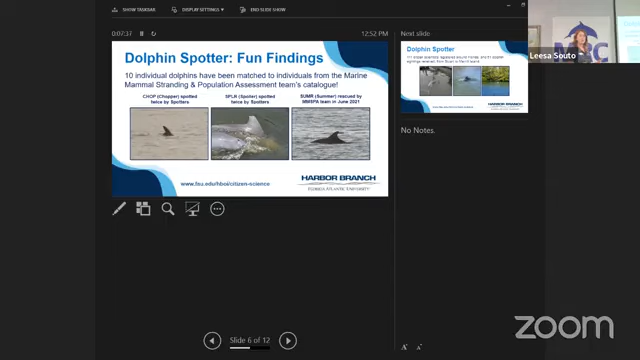 SHOW TASKBAR
DISPLAY SETTINGS ▾
END SLIDE SHOW
0:07:37
12:52 PM
Dolphin Spotter: Fun Findings
10 individual dolphins have been matched to individuals from the Marine
Mammal Stranding & Population Assessment team's catalogue!
CHOP (Chopper) spotted
twice by Spotters
SPLR (Spoiler) spotted
twice by Spotters
SUMR (Summer) rescued by
MMSPA team in June 2021
www.fau.edu/hboi/citizen-science
HARBOR BRANCH
FLORIDA ATLANTIC UNIVERSITY
Slide 6 of 12
Next slide
Dolphin Spotter
HARBOR BRANCH
No Notes.
A
A
Leesa Souto
zoom